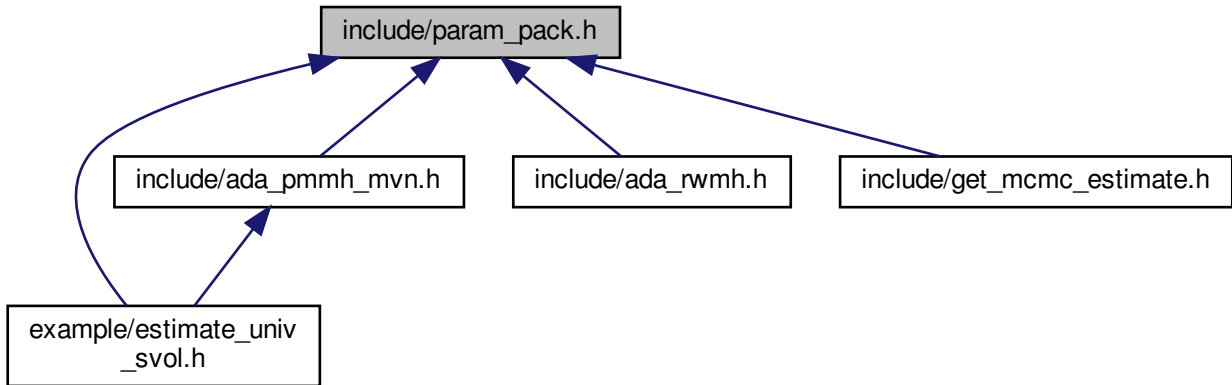 include/param_pack.h
include/ada_pmmh_mvn.h
include/ada_rwmh.h
include/get_mcmc_estimate.h
example/estimate_univ
_svol.h